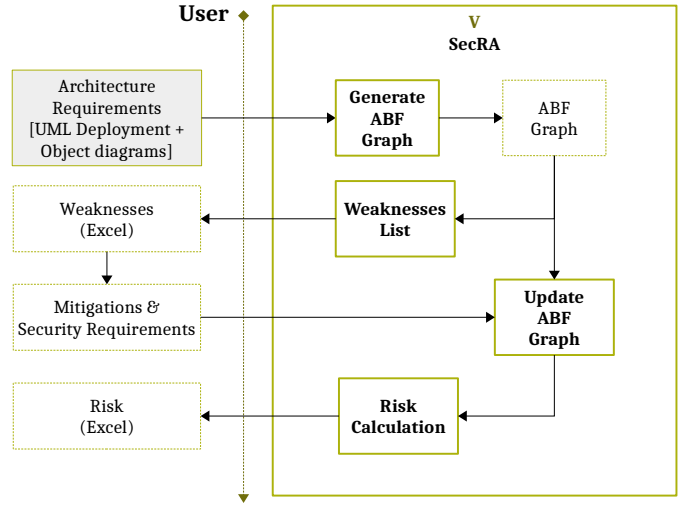 User
V
SecRA
Architecture
Requirements
[UML Deployment +
Object diagrams]
Generate
ABF
Graph
ABF
Graph
Weaknesses
(Excel)
Weaknesses
List
Mitigations &
Security Requirements
Update
ABF
Graph
Risk
(Excel)
Risk
Calculation